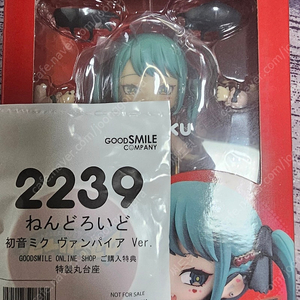 GOODSMILE
COMPANY
2239
ねんどろいど
初音ミク ヴァンパイア Ver.
GOODSMILE ONLINE SHOP ご購入特典
特製丸台座
NOT FOR SALE